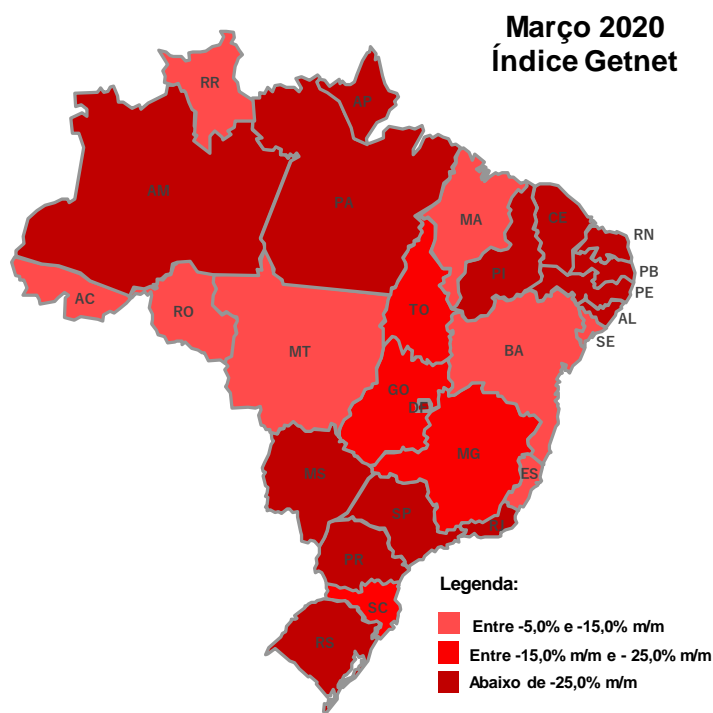 Março 2020
Índice Getnet
RR
AP
AM
PA
MA
CE
RN
PI
PB
PE
AC
RO
TO
AL
SE
MT
BA
GO
DF
MG
ES
MS
SP
RJ
PR
SC
RS
Legenda:
Entre -5,0% e -15,0% m/m
Entre -15,0% m/m e - 25,0% m/m
Abaixo de -25,0% m/m